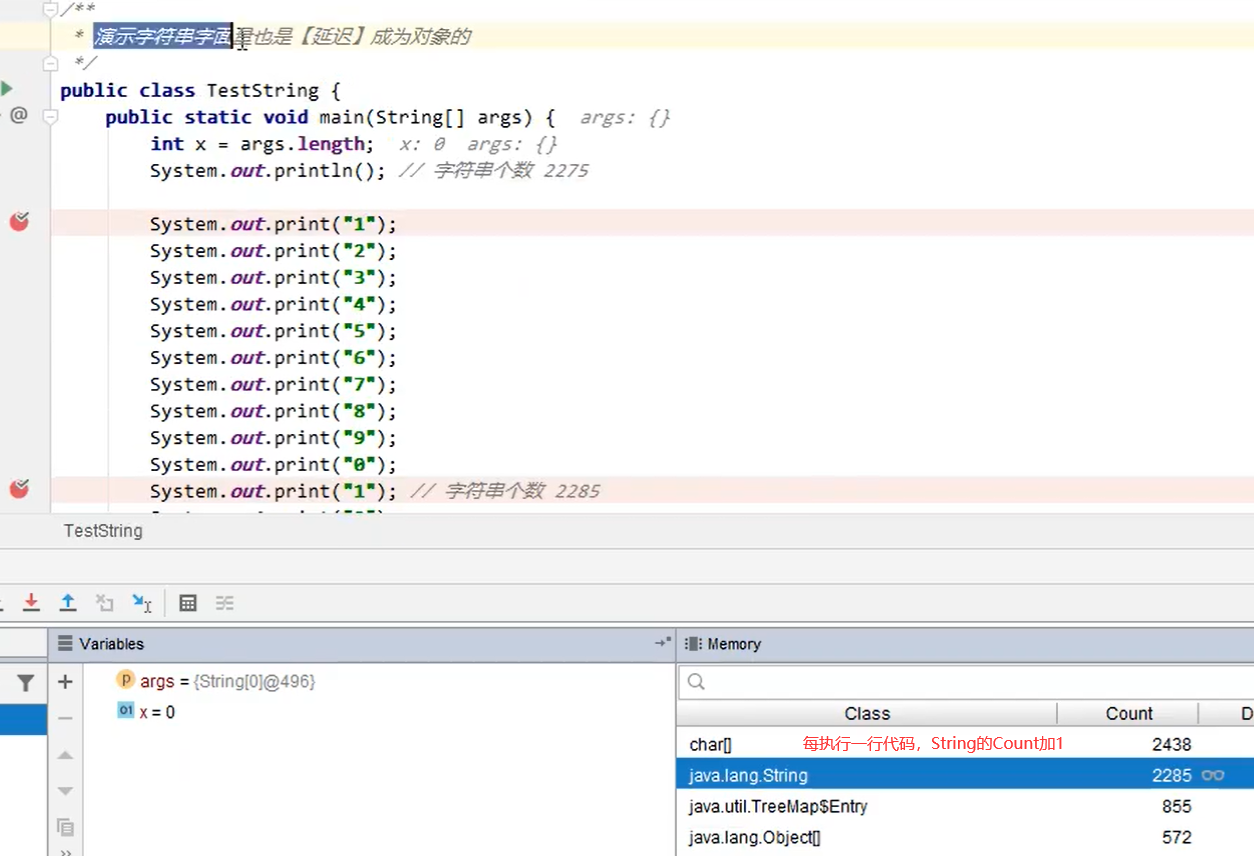 /**
* 演示字符串字面量也是【延迟】成为对象的
*/
public class TestString {
@ public static void main(String[] args) { args: {}
int x = args.length; x: 0 args: {}
System.out.println(); // 字符串个数 2275
System.out.print("1");
System.out.print("2");
System.out.print("3");
System.out.print("4");
System.out.print("5");
System.out.print("6");
System.out.print("7");
System.out.print("8");
System.out.print("9");
System.out.print("0");
System.out.print("1"); // 字符串个数 2285
TestString
Variables
Memory
p args = {String[0]@496}
01 x = 0
Class Count
char[] 每执行一行代码，String的Count加1 2438
java.lang.String 2285
java.util.TreeMap$Entry 855
java.lang.Object[] 572